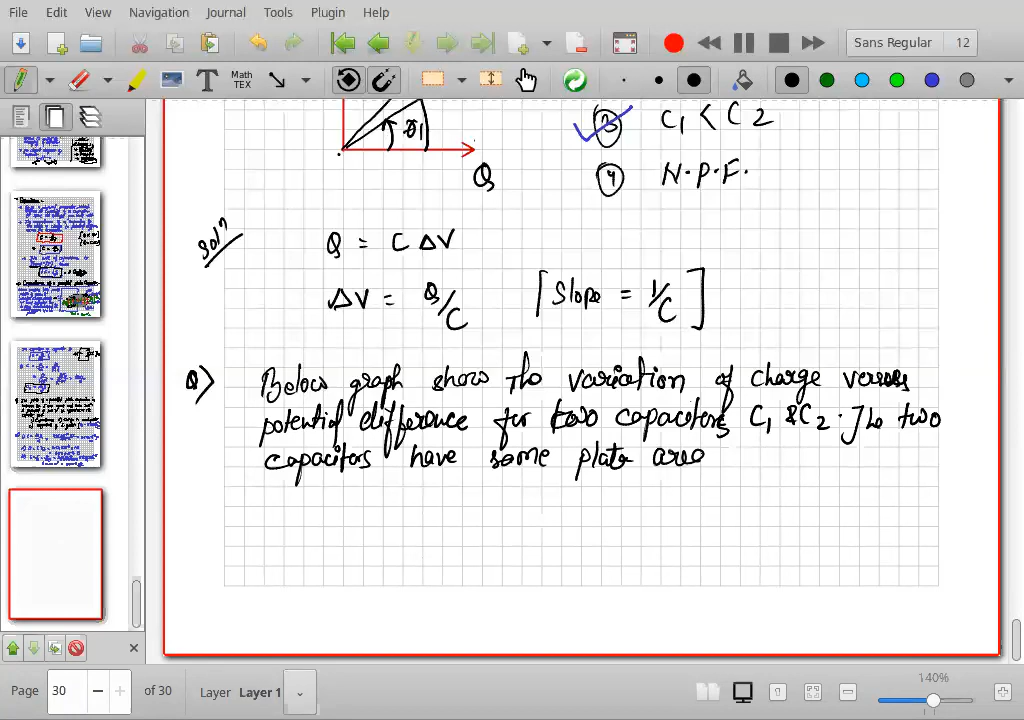 File Edit View Navigation Journal Tools Plugin Help
Sans Regular 12
Math
TEX
θ1
Q
3 C1 < C2
4 N.P.F.
Soln
Q = C ΔV
ΔV = Q/C [Slope = 1/C]
Q) Below graph shows the variation of charge versus
potential difference for two capacitors C1 & C2. The two
capacitors have same plate area
Page 30 of 30 Layer Layer 1
140%